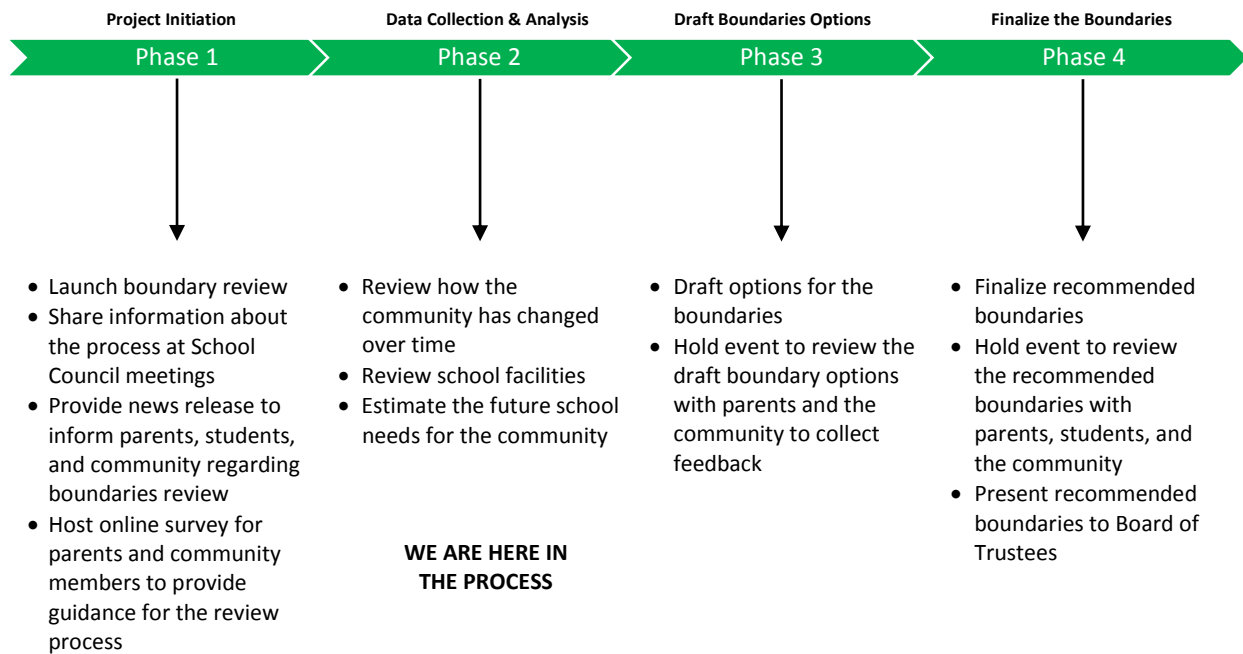 Project Initiation
Data Collection & Analysis
Draft Boundaries Options
Finalize the Boundaries
Phase 1
Phase 2
Phase 3
Phase 4
• Launch boundary review
• Share information about
the process at School
Council meetings
• Provide news release to
inform parents, students,
and community regarding
boundaries review
• Host online survey for
parents and community
members to provide
guidance for the review
process
• Review how the
community has changed
over time
• Review school facilities
• Estimate the future school
needs for the community
WE ARE HERE IN
THE PROCESS
• Draft options for the
boundaries
• Hold event to review the
draft boundary options
with parents and the
community to collect
feedback
• Finalize recommended
boundaries
• Hold event to review
the recommended
boundaries with
parents, students, and
the community
• Present recommended
boundaries to Board of
Trustees